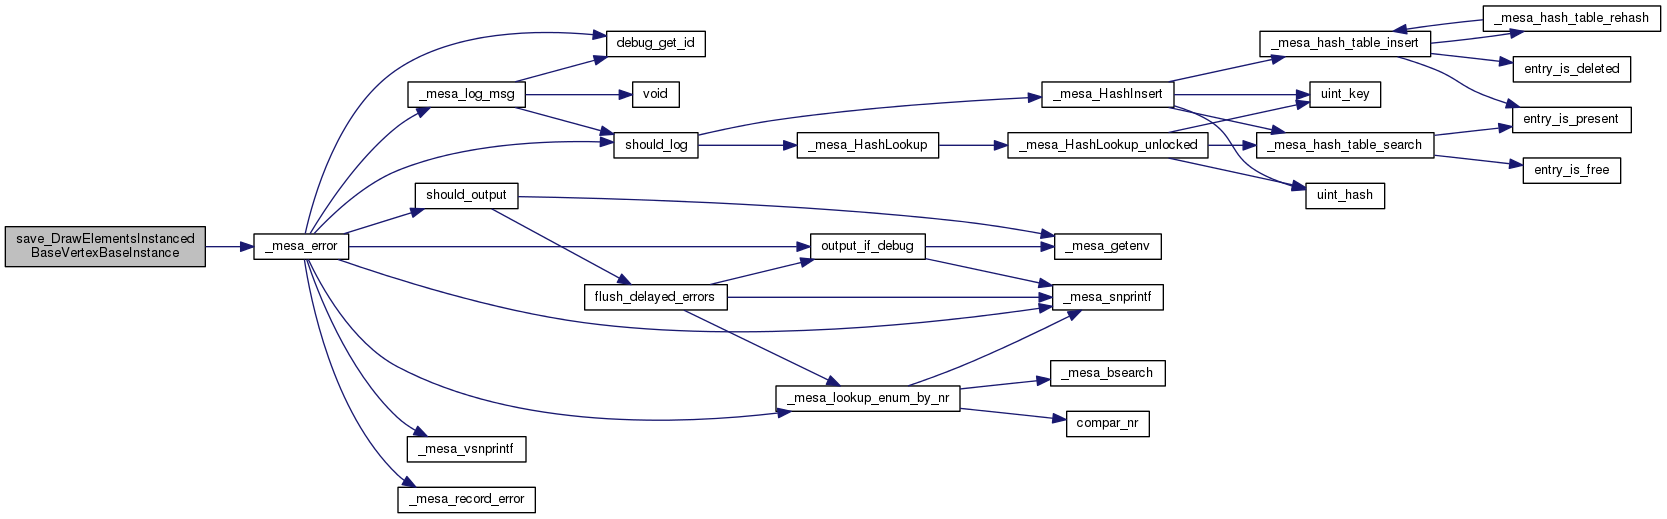 save_DrawElementsInstanced
BaseVertexBaseInstance
_mesa_error
debug_get_id
_mesa_log_msg
void
should_log
should_output
output_if_debug
flush_delayed_errors
_mesa_lookup_enum_by_nr
_mesa_vsnprintf
_mesa_record_error
_mesa_HashLookup
_mesa_HashInsert
_mesa_HashLookup_unlocked
_mesa_getenv
_mesa_snprintf
_mesa_bsearch
compar_nr
_mesa_hash_table_insert
uint_key
_mesa_hash_table_search
uint_hash
_mesa_hash_table_rehash
entry_is_deleted
entry_is_present
entry_is_free